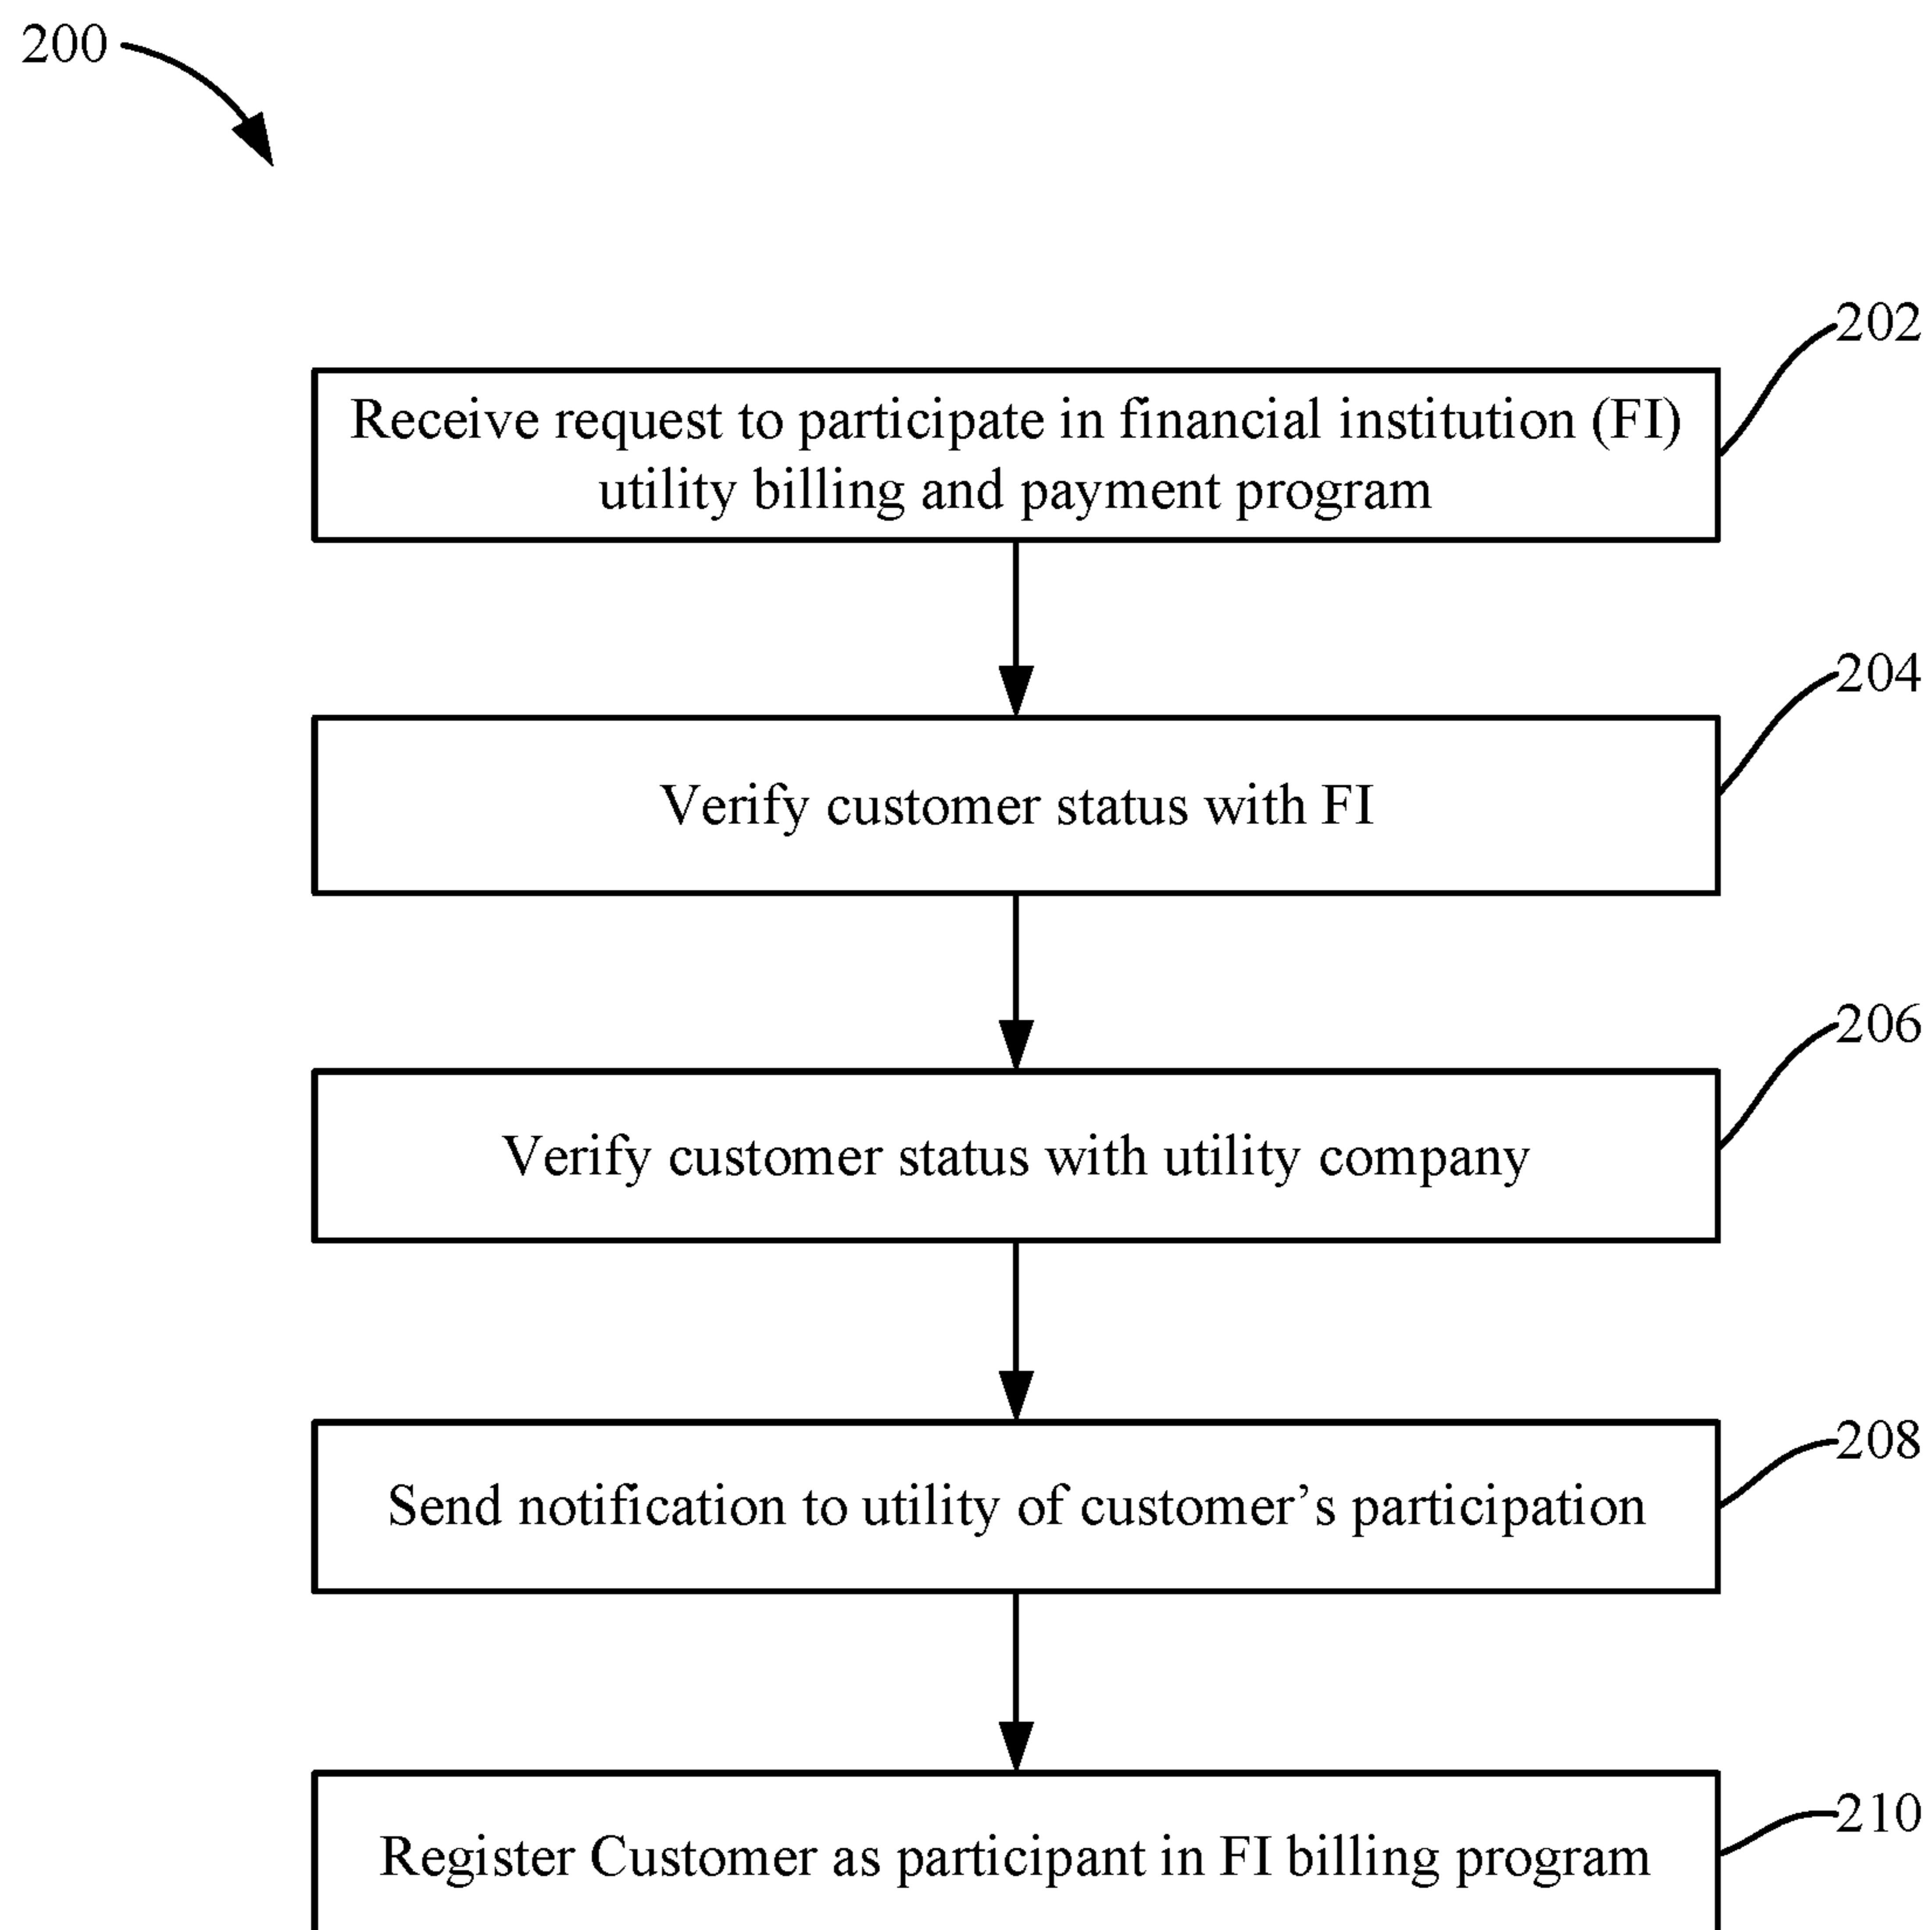 200
202
Receive request to participate in financial institution (FI)
utility billing and payment program
204
Verify customer status with FI
206
Verify customer status with utility company
208
Send notification to utility of customer’s participation
210
Register Customer as participant in FI billing program